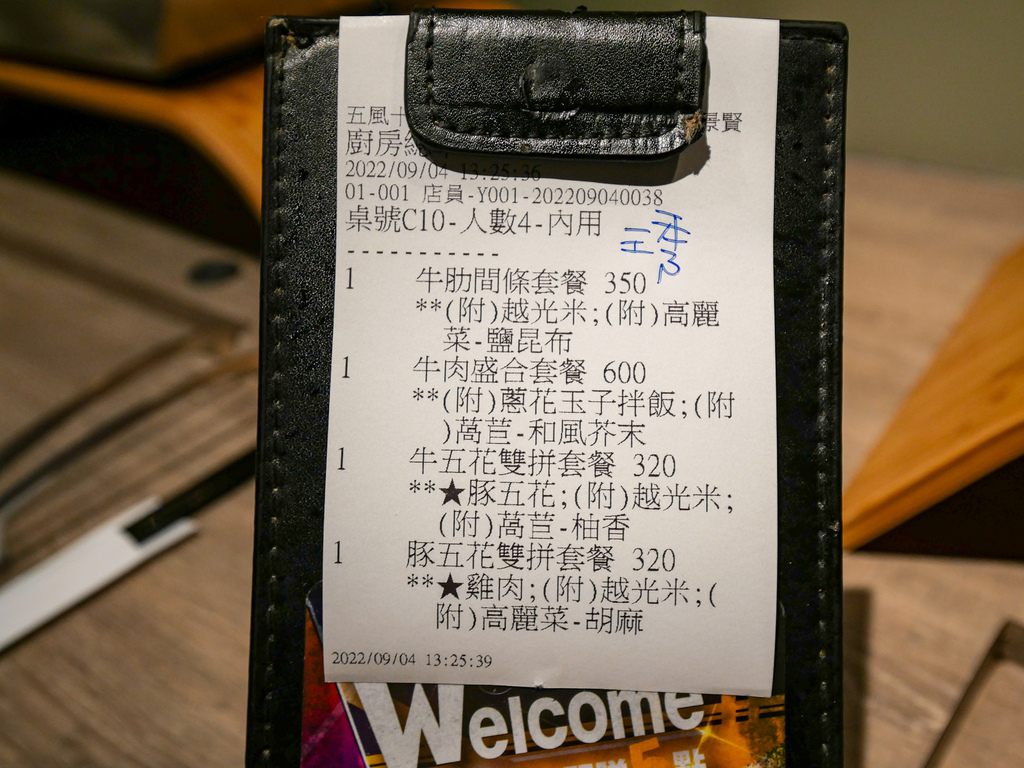 五風十
景賢
廚房
2022/09/04 13:25:36
01-001 店員-Y001-202209040038
桌號C10-人數4-內用
-----------
1 牛肋間條套餐 350
**(附)越光米;(附)高麗
菜-鹽昆布
1 牛肉盛合套餐 600
**(附)蔥花玉子拌飯;(附
)萵苣-和風芥末
1 牛五花雙拼套餐 320
**★豚五花;(附)越光米;
(附)萵苣-柚香
1 豚五花雙拼套餐 320
**★雞肉;(附)越光米;(
附)高麗菜-胡麻
2022/09/04 13:25:39
Welcome
點